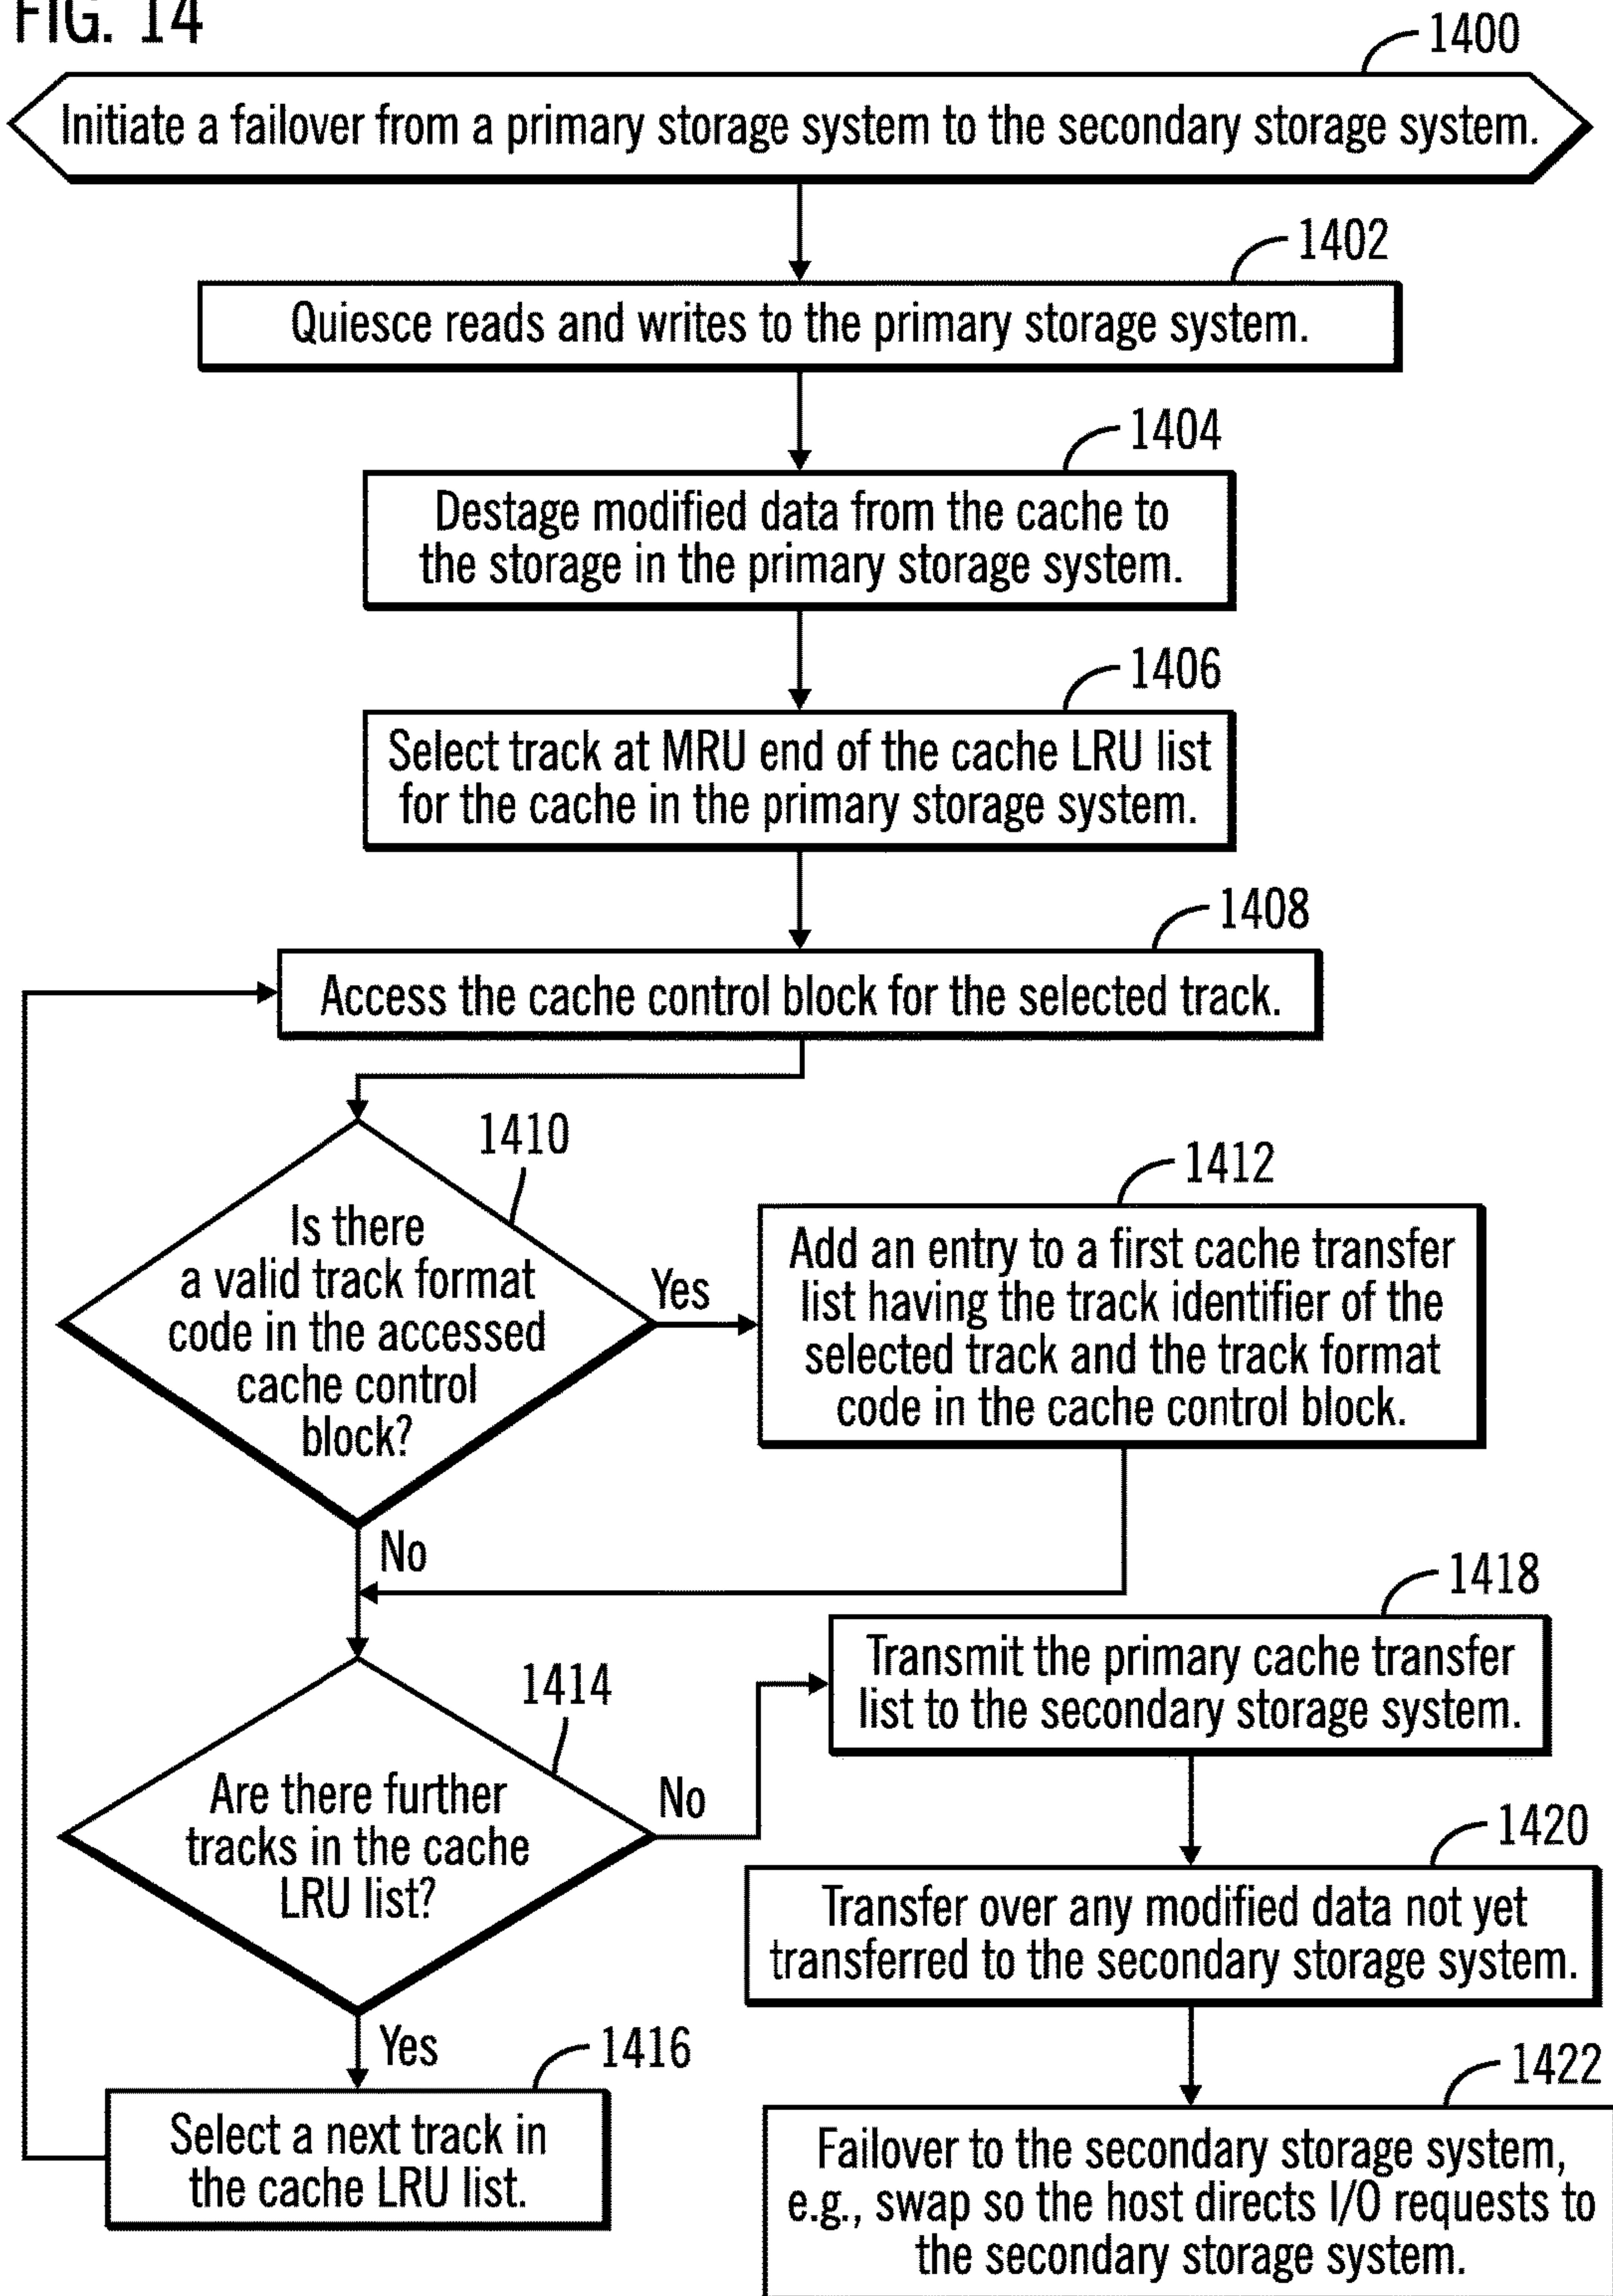 FIG. 14
1400
Initiate a failover from a primary storage system to the secondary storage system.
1402
Quiesce reads and writes to the primary storage system.
1404
Destage modified data from the cache to
the storage in the primary storage system.
1406
Select track at MRU end of the cache LRU list
for the cache in the primary storage system.
1408
Access the cache control block for the selected track.
1410
Is there
a valid track format
code in the accessed
cache control
block?
Yes
No
1412
Add an entry to a first cache transfer
list having the track identifier of the
selected track and the track format
code in the cache control block.
1414
Are there further
tracks in the cache
LRU list?
No
Yes
1416
Select a next track in
the cache LRU list.
1418
Transmit the primary cache transfer
list to the secondary storage system.
1420
Transfer over any modified data not yet
transferred to the secondary storage system.
1422
Failover to the secondary storage system,
e.g., swap so the host directs I/O requests to
the secondary storage system.